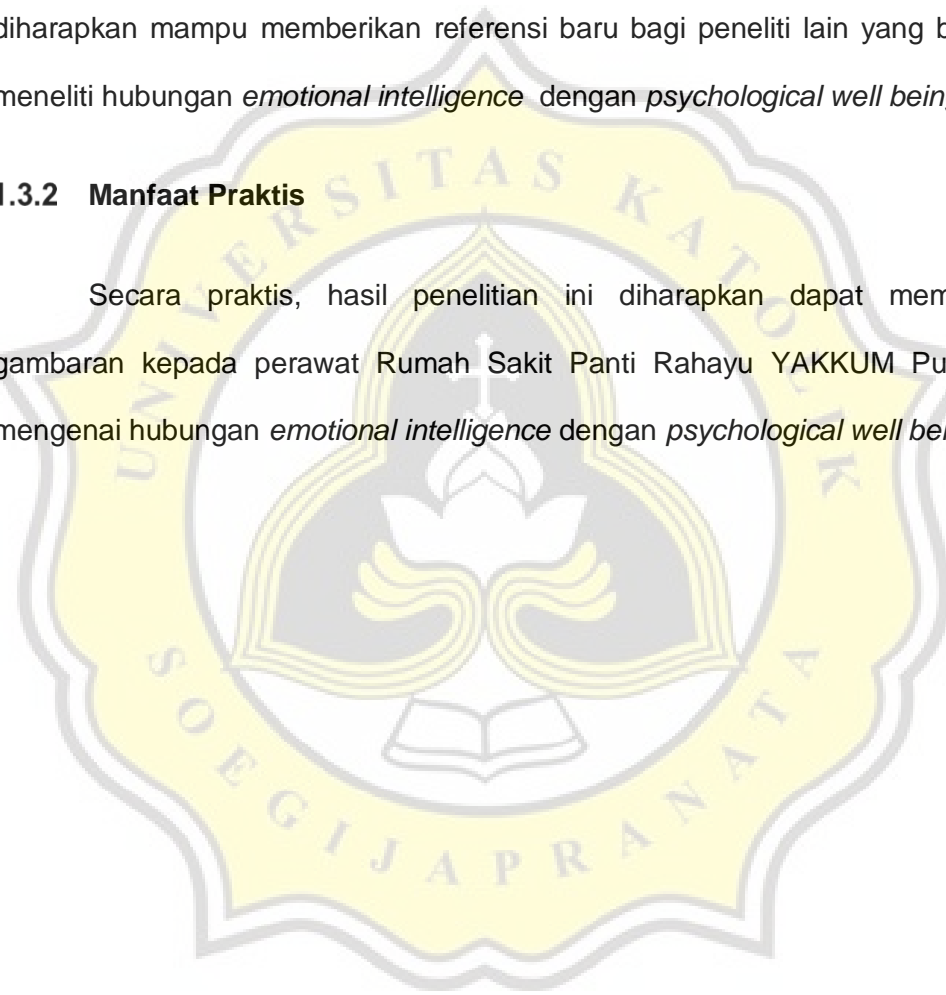 diharapkan mampu memberikan referensi baru bagi peneliti lain yang b
meneliti hubungan emotional intelligence dengan psychological well being
1.3.2 Manfaat Praktis
Secara praktis, hasil penelitian ini diharapkan dapat mem
gambaran kepada perawat Rumah Sakit Panti Rahayu YAKKUM Pu
mengenai hubungan emotional intelligence dengan psychological well bei
UNIVERSITAS KATOLIK
SOEGIJAPRANATA